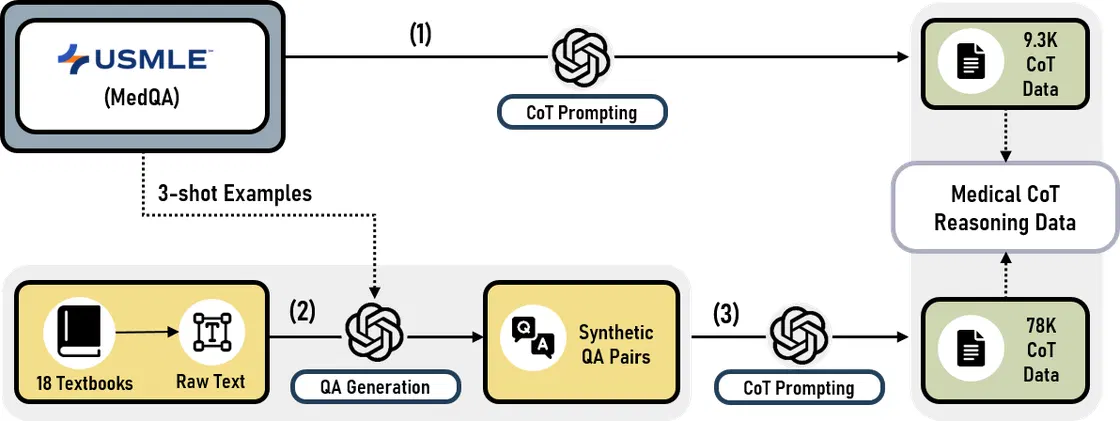 (1)
USMLE™
(MedQA)
CoT Prompting
9.3K
CoT
Data
3-shot Examples
Medical CoT
Reasoning Data
(2)
18 Textbooks
T
Raw Text
QA Generation
Q
A
Synthetic
QA Pairs
(3)
CoT Prompting
78K
CoT
Data